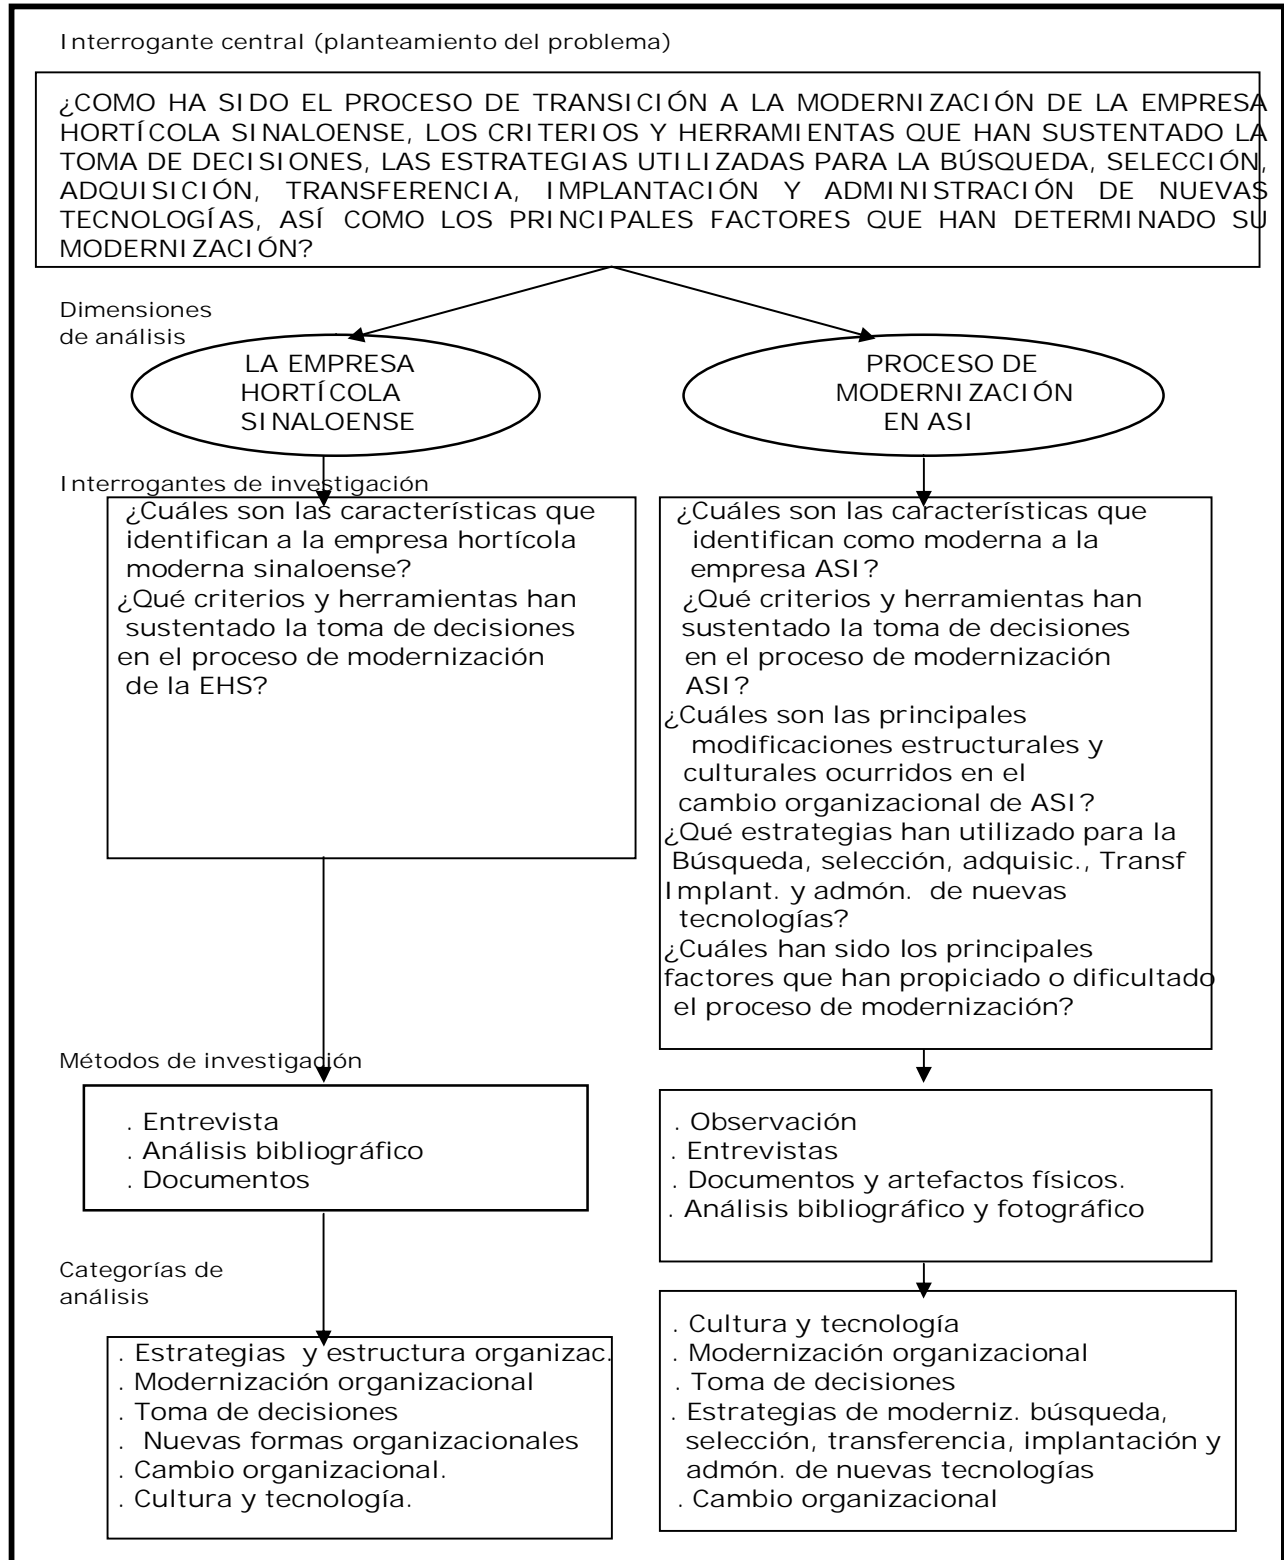 Interrogante central (planteamiento del problema)
¿COMO HA SIDO EL PROCESO DE TRANSICIÓN A LA MODERNIZACIÓN DE LA EMPRESA
HORTÍCOLA SINALOENSE, LOS CRITERIOS Y HERRAMIENTAS QUE HAN SUSTENTADO LA
TOMA DE DECISIONES, LAS ESTRATEGIAS UTILIZADAS PARA LA BÚSQUEDA, SELECCIÓN,
ADQUISICIÓN, TRANSFERENCIA, IMPLANTACIÓN Y ADMINISTRACIÓN DE NUEVAS
TECNOLOGÍAS, ASÍ COMO LOS PRINCIPALES FACTORES QUE HAN DETERMINADO SU
MODERNIZACIÓN?
Dimensiones
de análisis
LA EMPRESA
HORTÍCOLA
SINALOENSE
PROCESO DE
MODERNIZACIÓN
EN ASI
Interrogantes de investigación
¿Cuáles son las características que
identifican a la empresa hortícola
moderna sinaloense?
¿Qué criterios y herramientas han
sustentado la toma de decisiones
en el proceso de modernización
de la EHS?
¿Cuáles son las características que
identifican como moderna a la
empresa ASI?
¿Qué criterios y herramientas han
sustentado la toma de decisiones
en el proceso de modernización
ASI?
¿Cuáles son las principales
modificaciones estructurales y
culturales ocurridos en el
cambio organizacional de ASI?
¿Qué estrategias han utilizado para la
Búsqueda, selección, adquisic., Transf
Implant. y admón. de nuevas
tecnologías?
¿Cuáles han sido los principales
factores que han propiciado o dificultado
el proceso de modernización?
Métodos de investigación
. Entrevista
. Análisis bibliográfico
. Documentos
. Observación
. Entrevistas
. Documentos y artefactos físicos.
. Análisis bibliográfico y fotográfico
Categorías de
análisis
. Estrategias y estructura organizac.
. Modernización organizacional
. Toma de decisiones
. Nuevas formas organizacionales
. Cambio organizacional.
. Cultura y tecnología.
. Cultura y tecnología
. Modernización organizacional
. Toma de decisiones
. Estrategias de moderniz. búsqueda,
selección, transferencia, implantación y
admón. de nuevas tecnologías
. Cambio organizacional